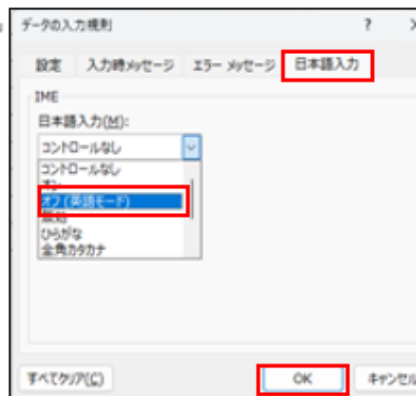 データの入力規則 ?
設定 入力時メッセージ エラー メッセージ 日本語入力
IME
日本語入力(M):
コントロールなし
コントロールなし
オン
オフ (英語モード)
無効
ひらがな
全角カタカナ
すべてクリア(C) OK キャンセル